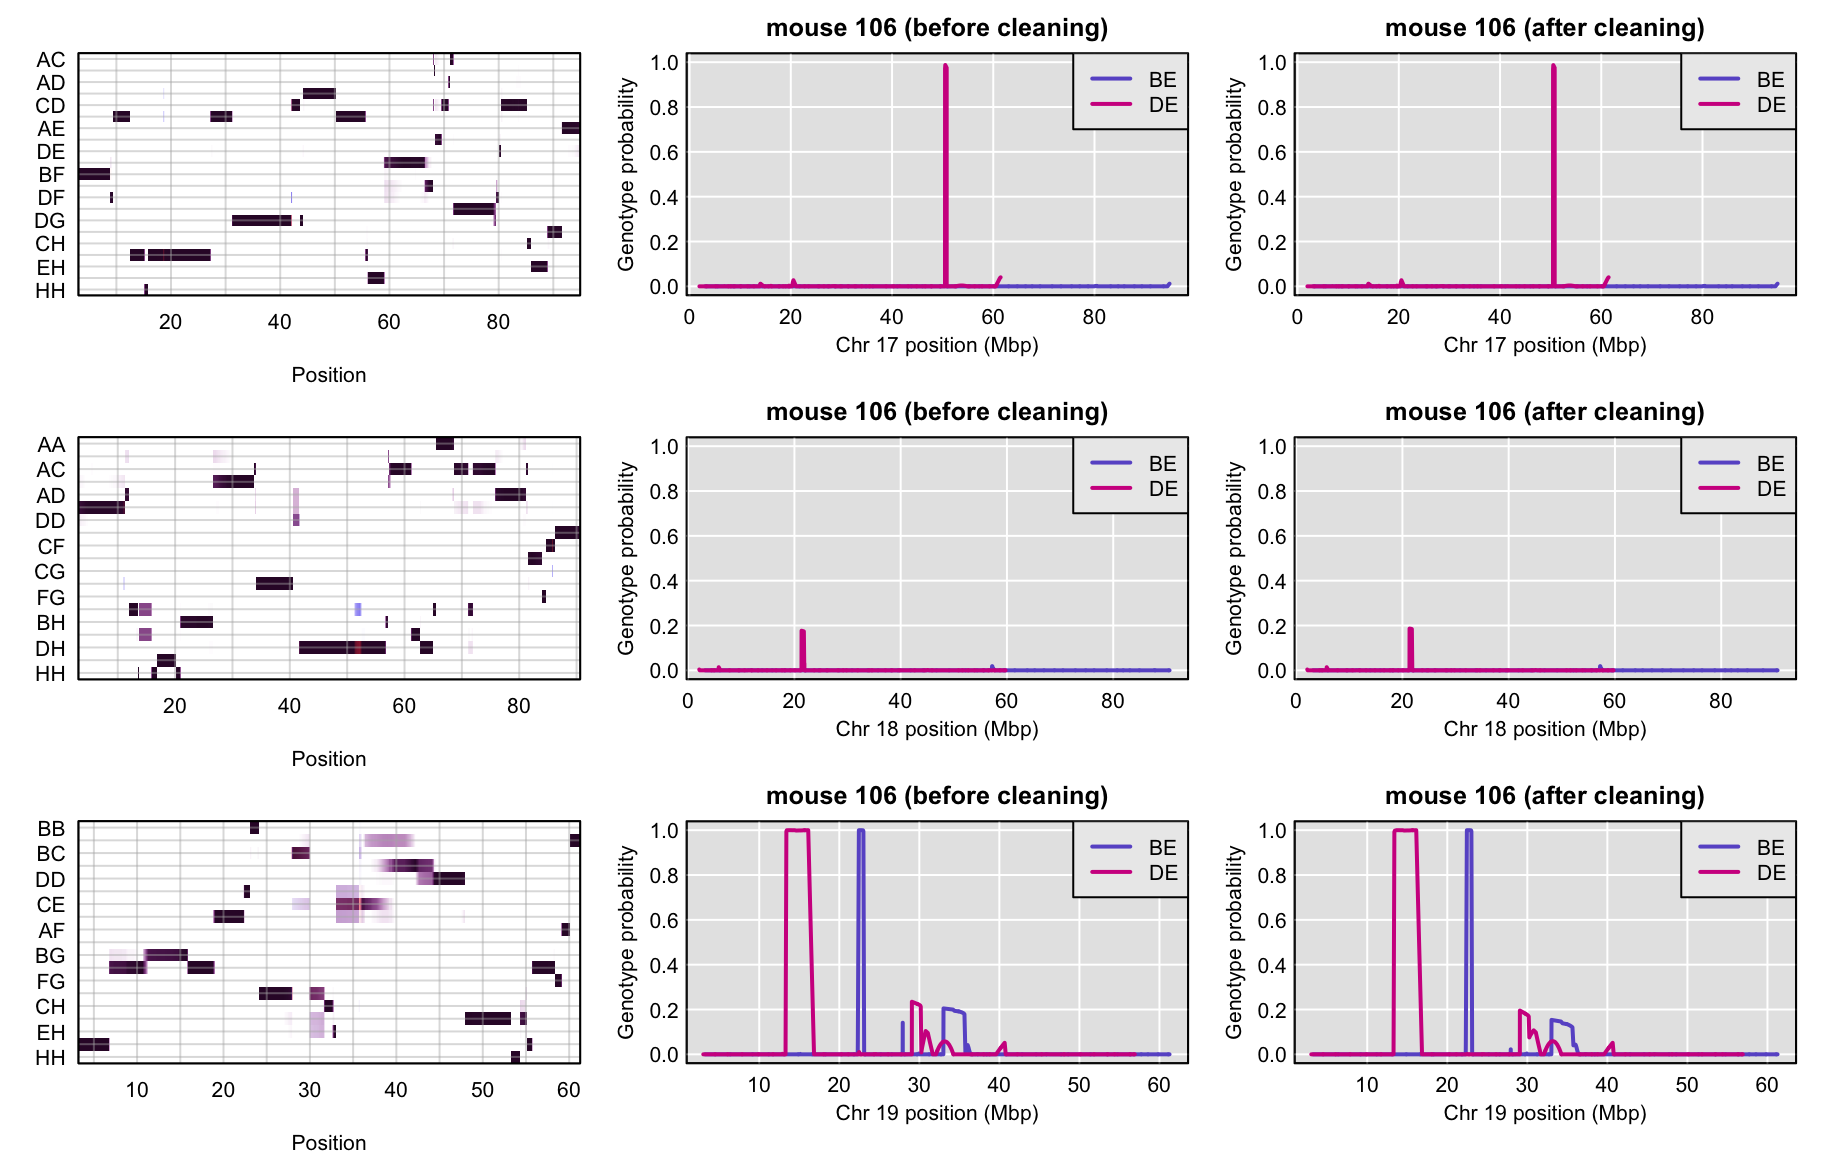 mouse 106 (before cleaning)
mouse 106 (after cleaning)
AC
AD
CD
AE
DE
BF
DF
DG
CH
EH
HH
20 40 60 80
Position
Genotype probability
1.0
0.8
0.6
0.4
0.2
0.0
BE
DE
0 20 40 60 80
Chr 17 position (Mbp)
Genotype probability
1.0
0.8
0.6
0.4
0.2
0.0
BE
DE
0 20 40 60 80
Chr 17 position (Mbp)
mouse 106 (before cleaning)
mouse 106 (after cleaning)
AA
AC
AD
DD
CF
CG
FG
BH
DH
HH
20 40 60 80
Position
Genotype probability
1.0
0.8
0.6
0.4
0.2
0.0
BE
DE
0 20 40 60 80
Chr 18 position (Mbp)
Genotype probability
1.0
0.8
0.6
0.4
0.2
0.0
BE
DE
0 20 40 60 80
Chr 18 position (Mbp)
mouse 106 (before cleaning)
mouse 106 (after cleaning)
BB
BC
DD
CE
AF
BG
FG
CH
EH
HH
10 20 30 40 50 60
Position
Genotype probability
1.0
0.8
0.6
0.4
0.2
0.0
BE
DE
10 20 30 40 50 60
Chr 19 position (Mbp)
Genotype probability
1.0
0.8
0.6
0.4
0.2
0.0
BE
DE
10 20 30 40 50 60
Chr 19 position (Mbp)